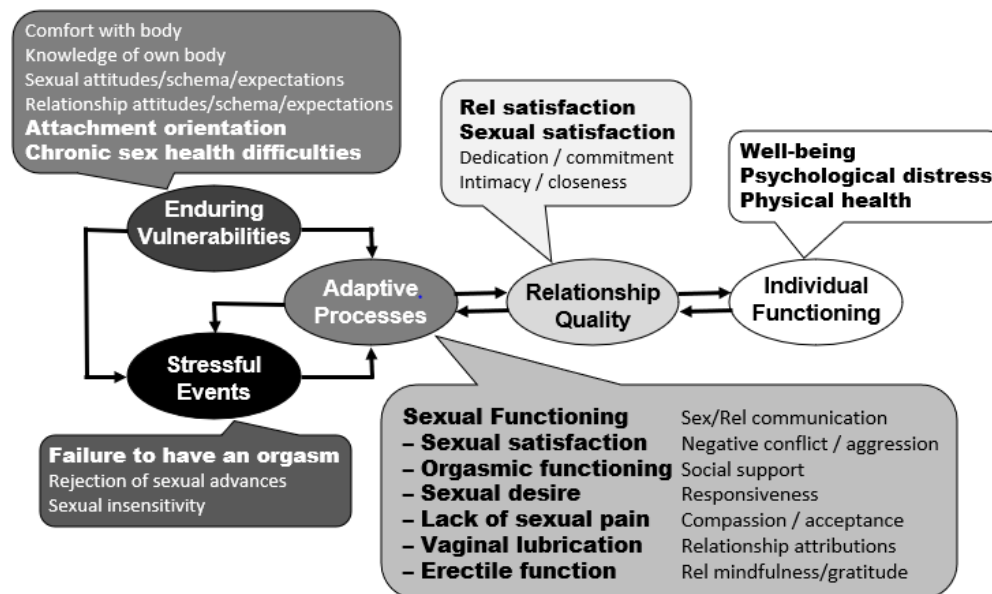 Comfort with body
Knowledge of own body
Sexual attitudes/schema/expectations
Relationship attitudes/schema/expectations
Attachment orientation
Chronic sex health difficulties
Rel satisfaction
Sexual satisfaction
Dedication / commitment
Intimacy / closeness
Well-being
Psychological distress
Physical health
Enduring
Vulnerabilities
Adaptive.
Processes
Relationship
Quality
Individual
Functioning
Stressful
Events
Failure to have an orgasm
Rejection of sexual advances
Sexual insensitivity
Sexual Functioning
– Sexual satisfaction
– Orgasmic functioning
– Sexual desire
– Lack of sexual pain
– Vaginal lubrication
– Erectile function
Sex/Rel communication
Negative conflict / aggression
Social support
Responsiveness
Compassion / acceptance
Relationship attributions
Rel mindfulness/gratitude